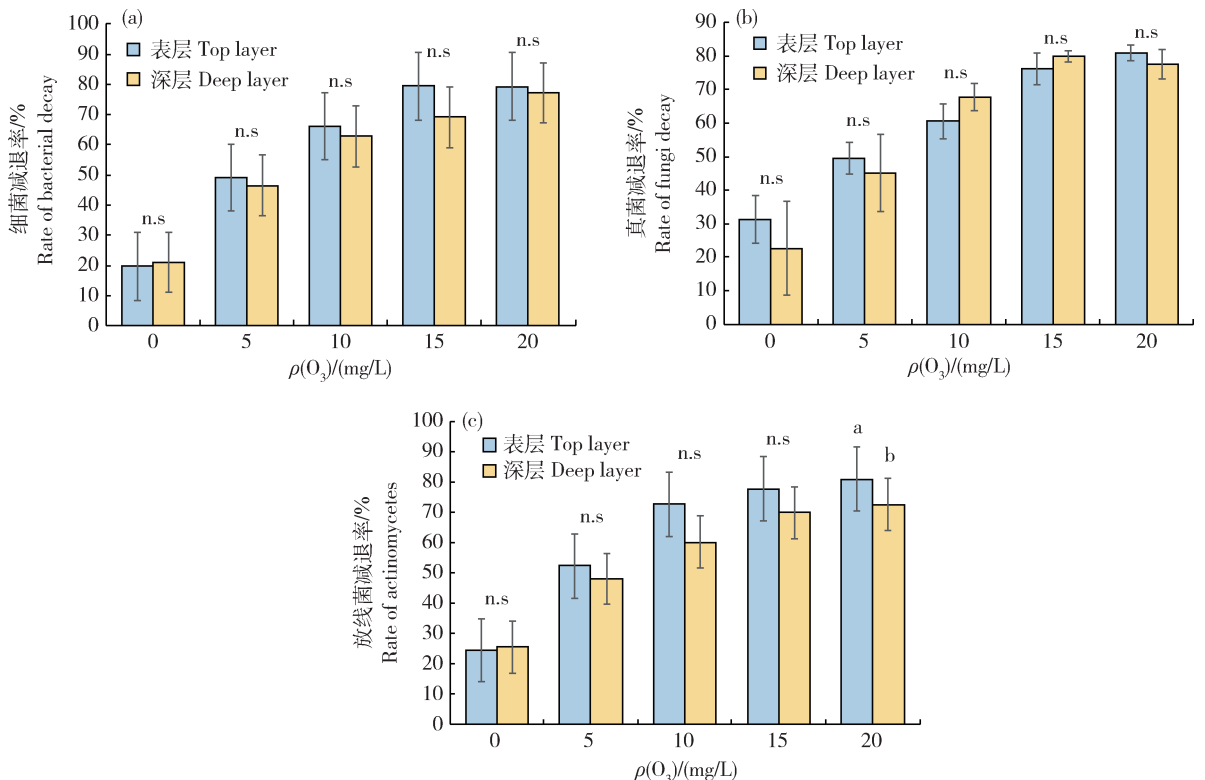 (a)
100
90
80
70
60
50
40
30
20
10
0
细菌减退率/%
Rate of bacterial decay
表层 Top layer
深层 Deep layer
n.s
n.s
n.s
n.s
n.s
0 5 10 15 20
ρ(O₃)/(mg/L)
(b)
90
80
70
60
50
40
30
20
10
0
真菌减退率/%
Rate of fungi decay
表层 Top layer
深层 Deep layer
n.s
n.s
n.s
n.s
n.s
0 5 10 15 20
ρ(O₃)/(mg/L)
(c)
100
90
80
70
60
50
40
30
20
10
0
放线菌减退率/%
Rate of actinomycetes
表层 Top layer
深层 Deep layer
n.s
n.s
n.s
n.s
a
b
0 5 10 15 20
ρ(O₃)/(mg/L)